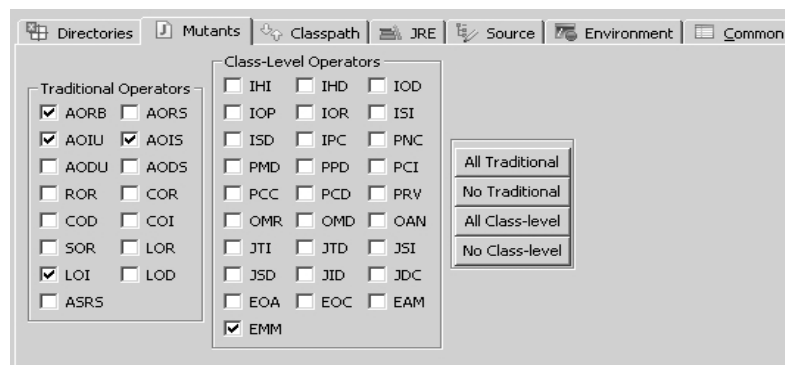 Directories Mutants Classpath JRE Source Environment Common
Traditional Operators
AORB AORS
AOIU AOIS
AODU AODS
ROR COR
COD COI
SOR LOR
LOI LOD
ASRS
Class-Level Operators
IHI IHD IOD
IOP IOR ISI
ISD IPC PNC
PMD PPD PCI
PCC PCD PRV
OMR OMD OAN
JTI JTD JSI
JSD JID JDC
EOA EOC EAM
EMM
All Traditional
No Traditional
All Class-level
No Class-level